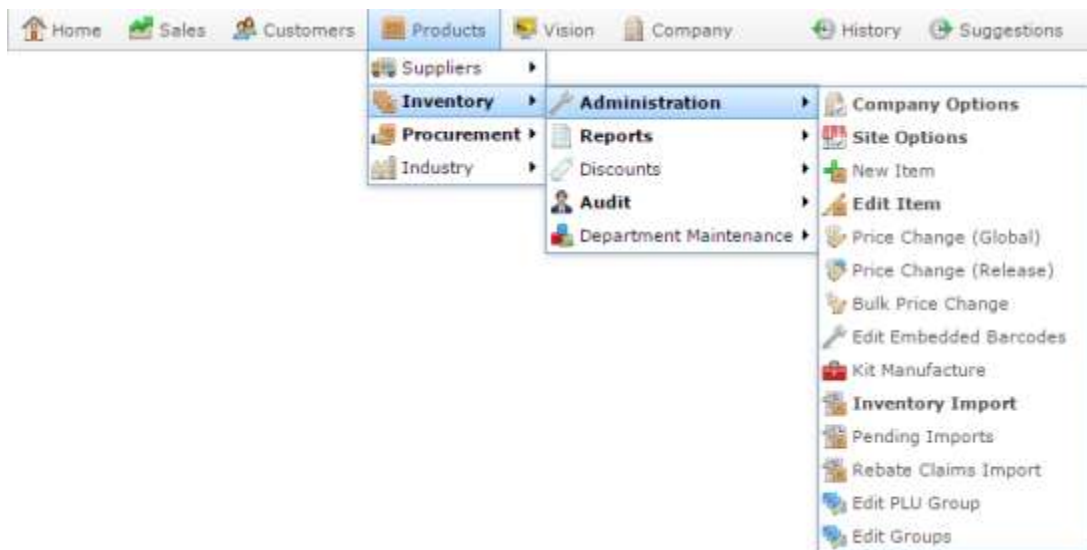 Home Sales Customers Products Vision Company History Suggestions
Suppliers
Inventory Administration Company Options
Procurement Reports Site Options
Industry Discounts New Item
Audit Edit Item
Department Maintenance Price Change (Global)
Price Change (Release)
Bulk Price Change
Edit Embedded Barcodes
Kit Manufacture
Inventory Import
Pending Imports
Rebate Claims Import
Edit PLU Group
Edit Groups